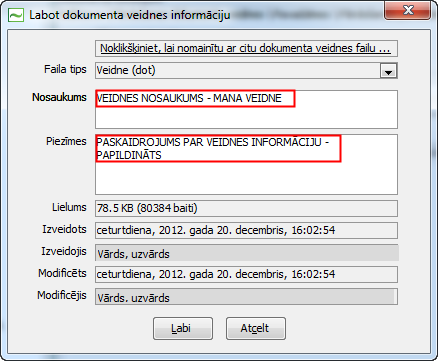 Labot dokumenta veidnes informāciju
Noklikšķiniet, lai nomainītu ar citu dokumenta veidnes failu ...
Faila tips Veidne (dot)
Nosaukums VEIDNES NOSAUKUMS - MANA VEIDNE
Piezīmes PASKAIDROJUMS PAR VEIDNES INFORMĀCIJU -
PAPILDINĀTS
Lielums 78.5 KB (80384 baiti)
Izveidots ceturtdiena, 2012. gada 20. decembris, 16:02:54
Izveidojis Vārds, uzvārds
Modificēts ceturtdiena, 2012. gada 20. decembris, 16:02:54
Modificējis Vārds. uzvārds
Labi Atcelt